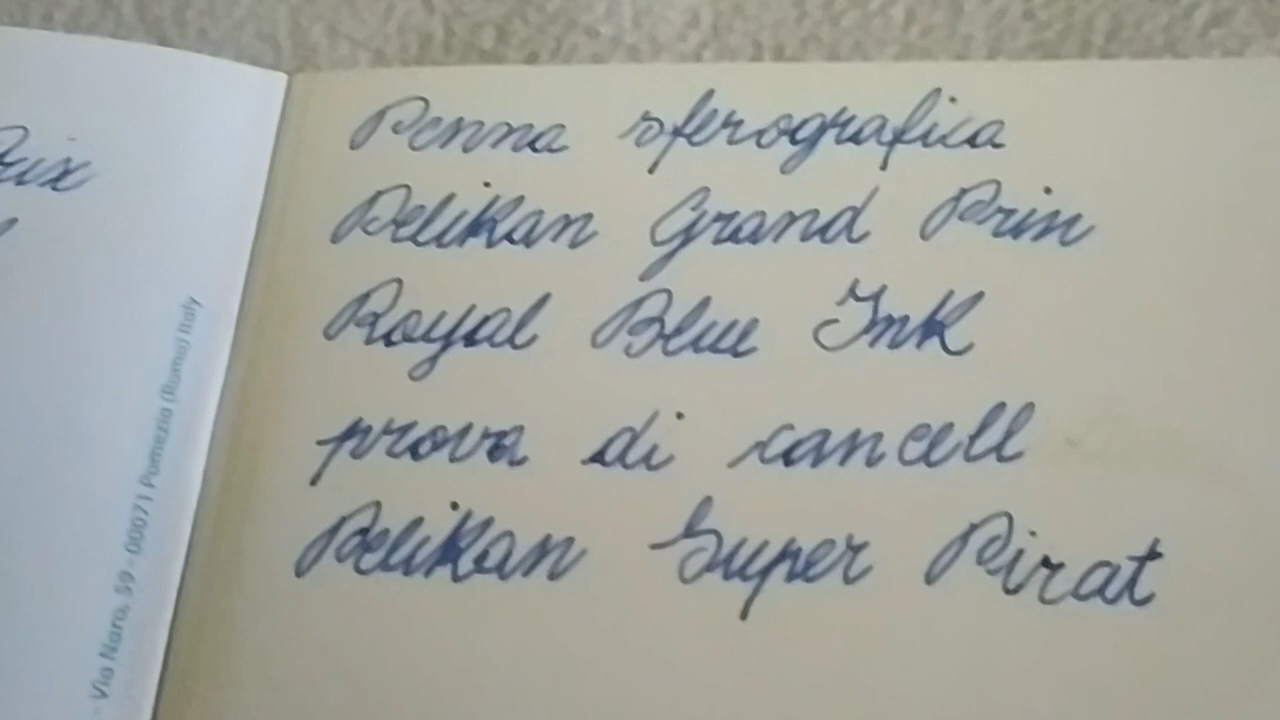 Penna sferografica
Pelikan Grand Prin
Royal Blue Ink
prova di cancell
Pelikan Super Pirat
Via Naro, 59 - 00071 Pomezia (Roma) Italy